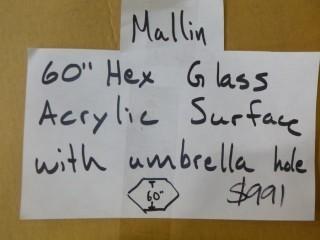 Mallin
60" Hex Glass
Acrylic Surface
with umbrella hole
60"
$991